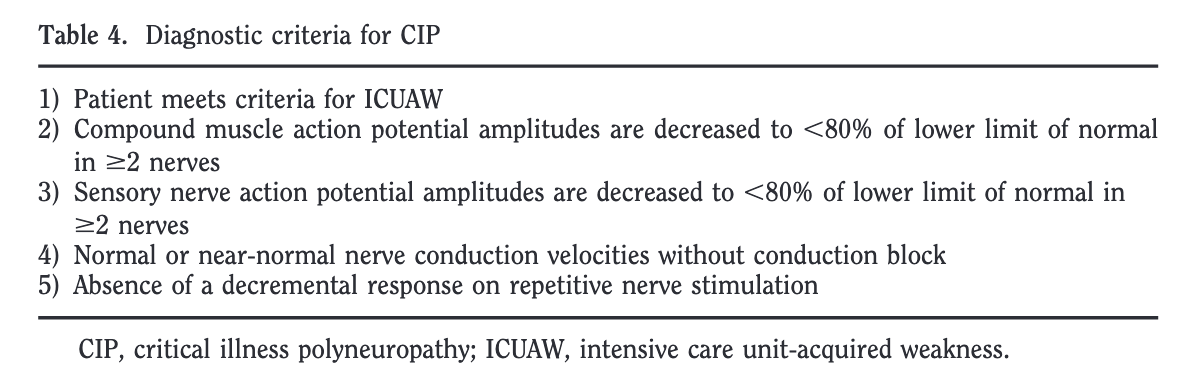 Table 4. Diagnostic criteria for CIP
1) Patient meets criteria for ICUAW
2) Compound muscle action potential amplitudes are decreased to <80% of lower limit of normal
in ≥2 nerves
3) Sensory nerve action potential amplitudes are decreased to <80% of lower limit of normal in
≥2 nerves
4) Normal or near-normal nerve conduction velocities without conduction block
5) Absence of a decremental response on repetitive nerve stimulation
CIP, critical illness polyneuropathy; ICUAW, intensive care unit-acquired weakness.